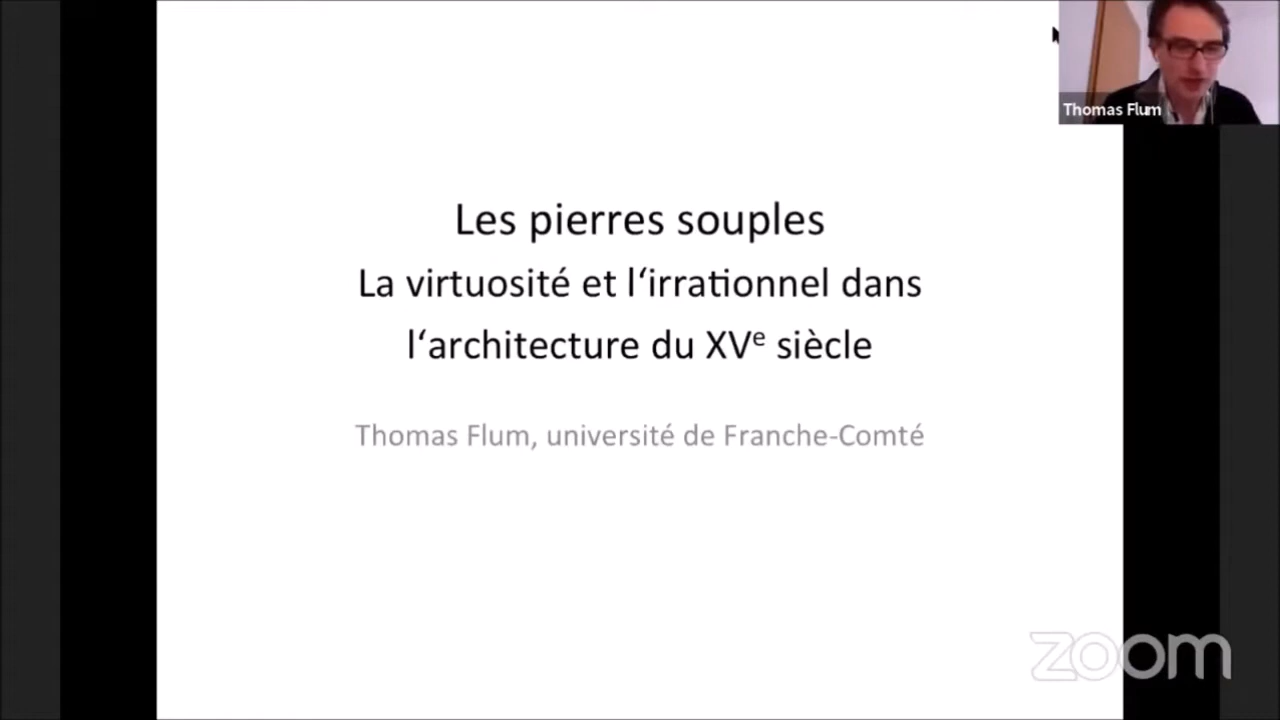 Thomas Flum
Les pierres souples
La virtuosité et l‘irrationnel dans
l‘architecture du XVe siècle
Thomas Flum, université de Franche-Comté
zoom